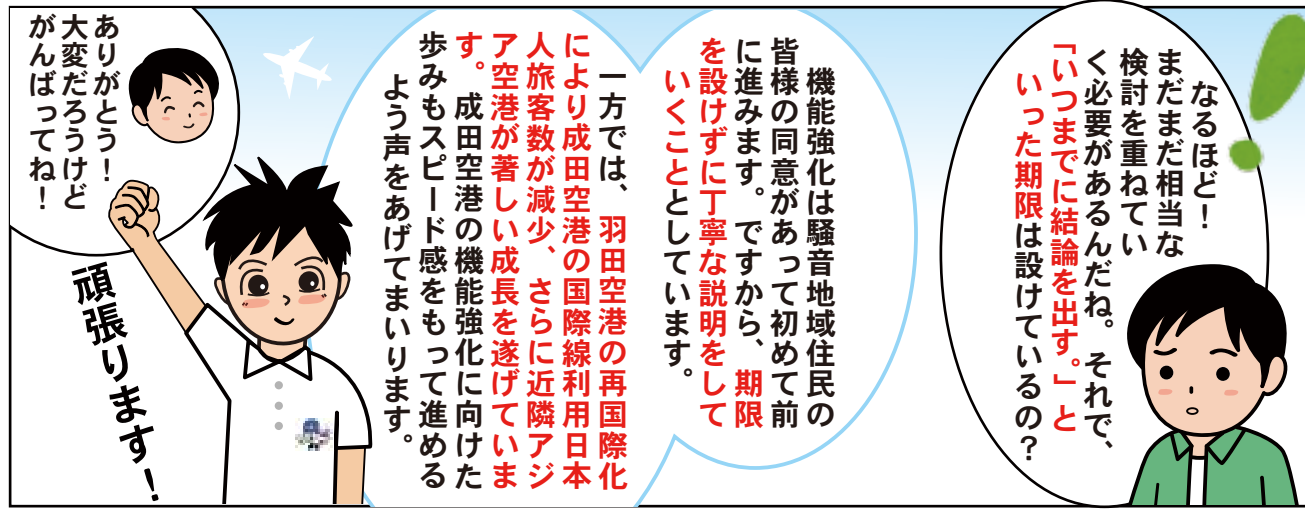 なるほど！
まだまだ相当な
検討を重ねてい
く必要があるんだね。それで、
「いつまでに結論を出す。」と
いった期限は設けているの？
機能強化は騒音地域住民の
皆様の同意があって初めて前
に進みます。ですから、期限
を設けずに丁寧な説明をして
いくこととしています。
一方では、羽田空港の再国際化
により成田空港の国際線利用日本
人旅客数が減少、さらに近隣アジ
ア空港が著しい成長を遂げていま
す。成田空港の機能強化に向けた
歩みもスピード感をもって進める
よう声をあげてまいります。
ありがとう！
大変だろうけど
がんばってね！
頑張ります！